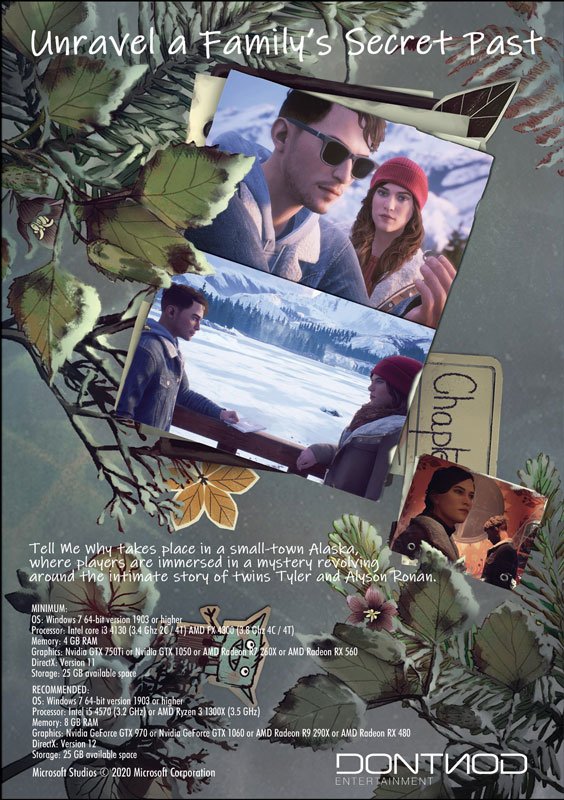 Unravel a Family's Secret Past
Chapte
Tell Me Why takes place in a small-town Alaska,
where players are immersed in a mystery revolving
around the intimate story of twins Tyler and Alyson Ronan.
MINIMUM:
OS: Windows 7 64-bit version 1903 or higher
Processor: Intel core i3 4130 (3.4 Ghz 2C / 4T) AMD FX 4300 (3.8 Ghz 4C / 4T)
Memory: 4 GB RAM
Graphics: Nvidia GTX 750Ti or Nvidia GTX 1050 or AMD Radeon R7 260X or AMD Radeon RX 560
DirectX: Version 11
Storage: 25 GB available space
RECOMMENDED:
OS: Windows 7 64-bit version 1903 or higher
Processor: Intel i5-4570 (3.2 GHz) or AMD Ryzen 3 1300X (3.5 GHz)
Memory: 8 GB RAM
Graphics: Nvidia GeForce GTX 970 or Nvidia GeForce GTX 1060 or AMD Radeon R9 290X or AMD Radeon RX 480
DirectX: Version 12
Storage: 25 GB available space
Microsoft Studios © 2020 Microsoft Corporation
DONTNOD
ENTERTAINMENT